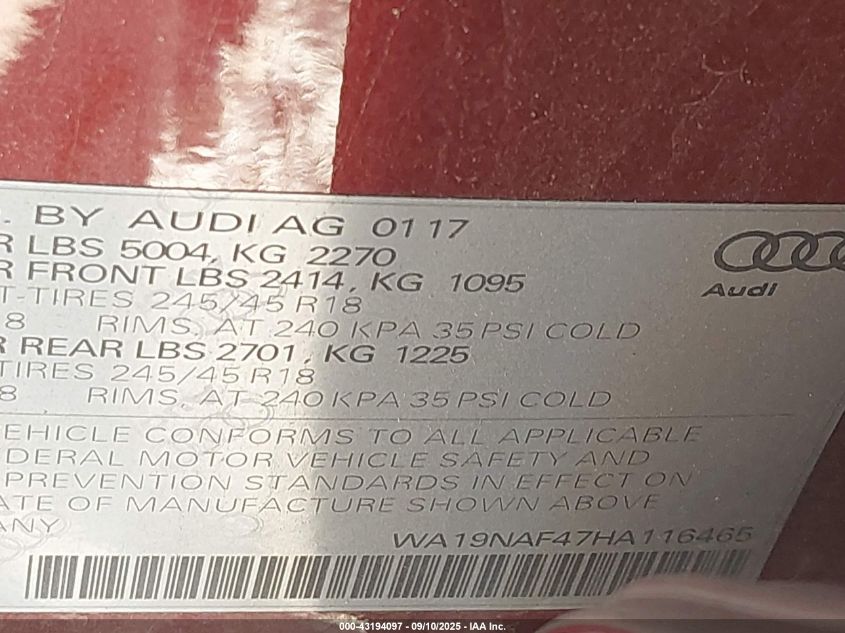 . BY AUDI AG 01 17
R LBS 5004, KG 2270
R FRONT LBS 2414, KG 1095
T-TIRES 245/45 R18
8 RIMS, AT 240 KPA 35 PSI COLD
R REAR LBS 2701, KG 1225
TIRES 245/45 R18
8 RIMS, AT 240 KPA 35 PSI COLD
EHICLE CONFORMS TO ALL APPLICABLE
DERAL MOTOR VEHICLE SAFETY AND
PREVENTION STANDARDS IN EFFECT ON
ATE OF MANUFACTURE SHOWN ABOVE
ANY
WA19NAF47HA116465
Audi
000-43194097 - 09/10/2025 - IAA Inc.